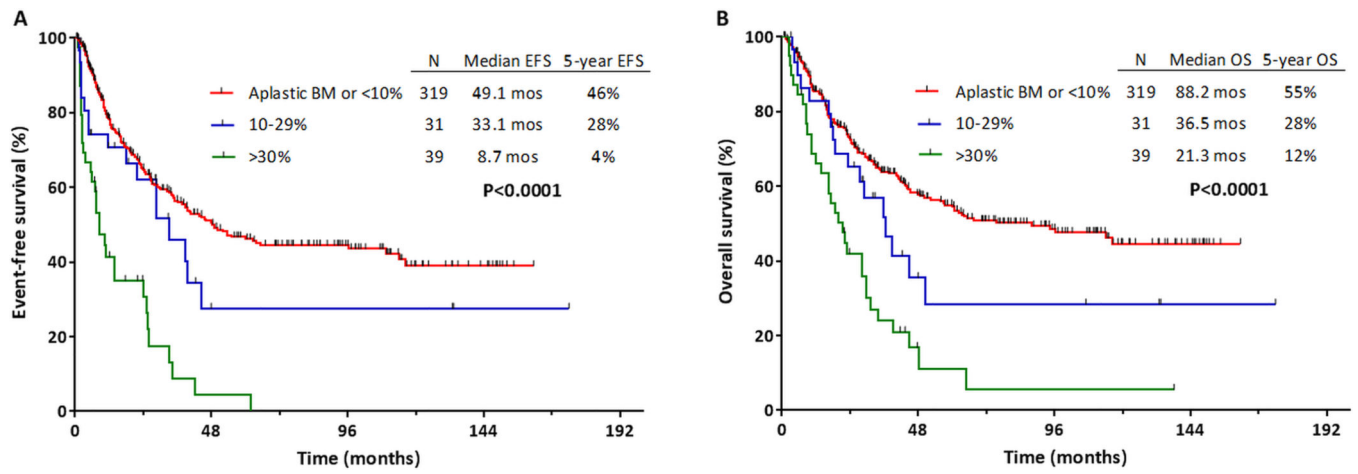 A
Event-free survival (%)
100
80
60
40
20
0
N Median EFS 5-year EFS
Aplastic BM or <10% 319 49.1 mos 46%
10-29% 31 33.1 mos 28%
>30% 39 8.7 mos 4%
P<0.0001
0 48 96 144 192
Time (months)
B
Overall survival (%)
100
80
60
40
20
0
N Median OS 5-year OS
Aplastic BM or <10% 319 88.2 mos 55%
10-29% 31 36.5 mos 28%
>30% 39 21.3 mos 12%
P<0.0001
0 48 96 144 192
Time (months)